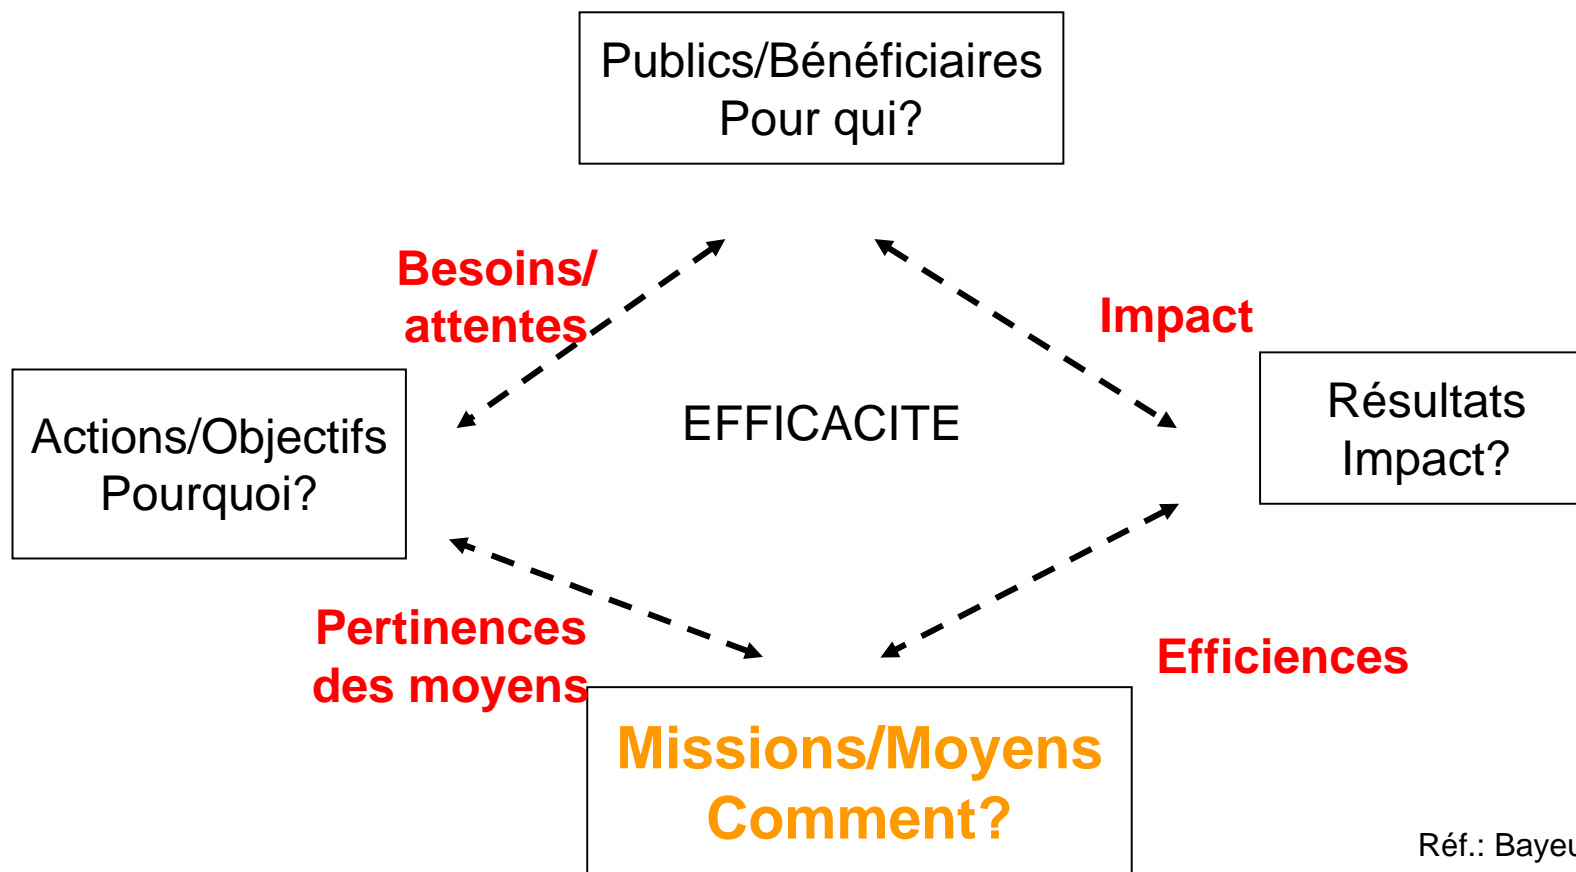 Publics/Bénéficiaires
Pour qui?
Besoins/
attentes
Impact
Actions/Objectifs
Pourquoi?
EFFICACITE
Résultats
Impact?
Pertinences
des moyens
Efficiences
Missions/Moyens
Comment?
Réf.: Bayeu